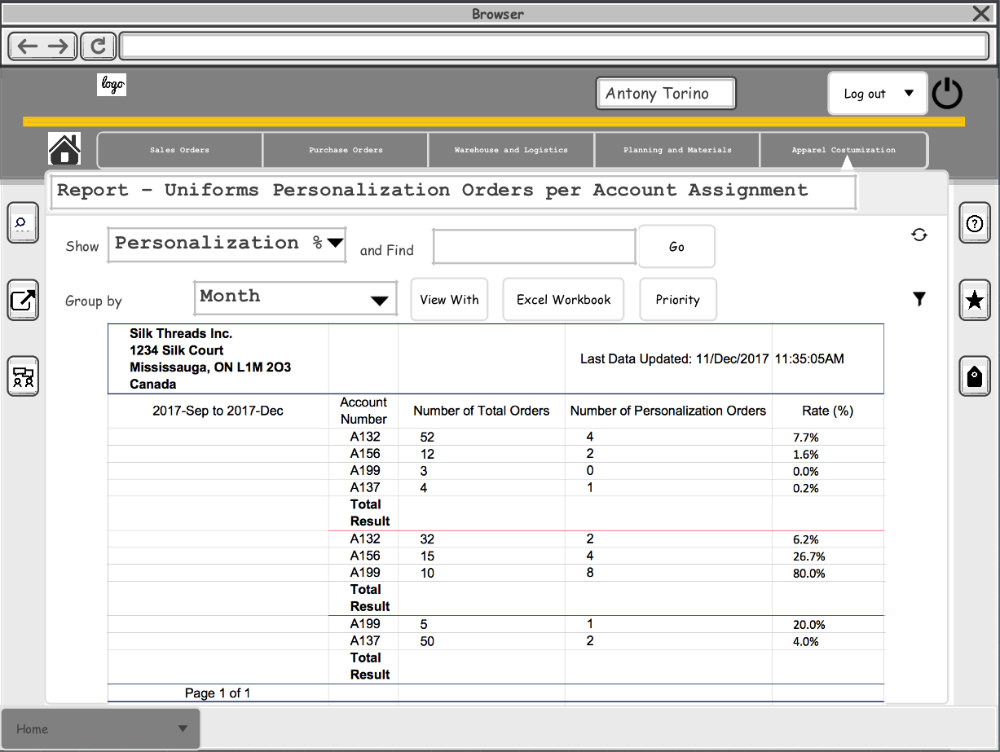 Browser
logo
Antony Torino
Log out
Sales Orders
Purchase Orders
Warehouse and Logistics
Planning and Materials
Apparel Costumization
Report - Uniforms Personalization Orders per Account Assignment
Show
Personalization %
and Find
Go
Group by
Month
View With
Excel Workbook
Priority
Silk Threads Inc.
1234 Silk Court
Mississauga, ON L1M 2O3
Canada
Last Data Updated: 11/Dec/2017 11:35:05AM
2017-Sep to 2017-Dec
Account Number
Number of Total Orders
Number of Personalization Orders
Rate (%)
A132 52 4 7.7%
A156 12 2 1.6%
A199 3 0 0.0%
A137 4 1 0.2%
Total
Result
A132 32 2 6.2%
A156 15 4 26.7%
A199 10 8 80.0%
Total
Result
A199 5 1 20.0%
A137 50 2 4.0%
Total
Result
Page 1 of 1
Home